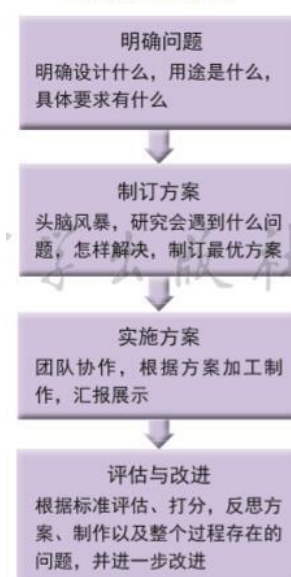 明确问题
明确设计什么，用途是什么，
具体要求有什么
制订方案
头脑风暴，研究会遇到什么问
题，怎样解决，制订最优方案
实施方案
团队协作，根据方案加工制
作，汇报展示
评估与改进
根据标准评估、打分，反思方
案、制作以及整个过程存在的
问题，并进一步改进